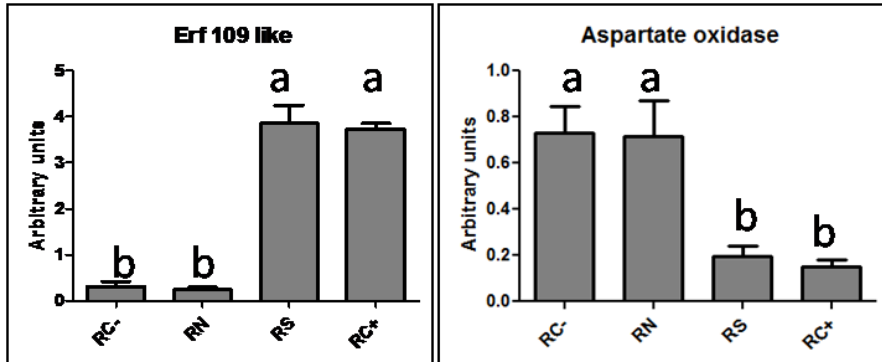 Erf 109 like
Arbitrary units
5
4
3
2
1
0
a
a
b
b
RC-
RN
RS
RC+
Aspartate oxidase
Arbitrary units
1.0
0.8
0.6
0.4
0.2
0.0
a
a
b
b
RC-
RN
RS
RC+